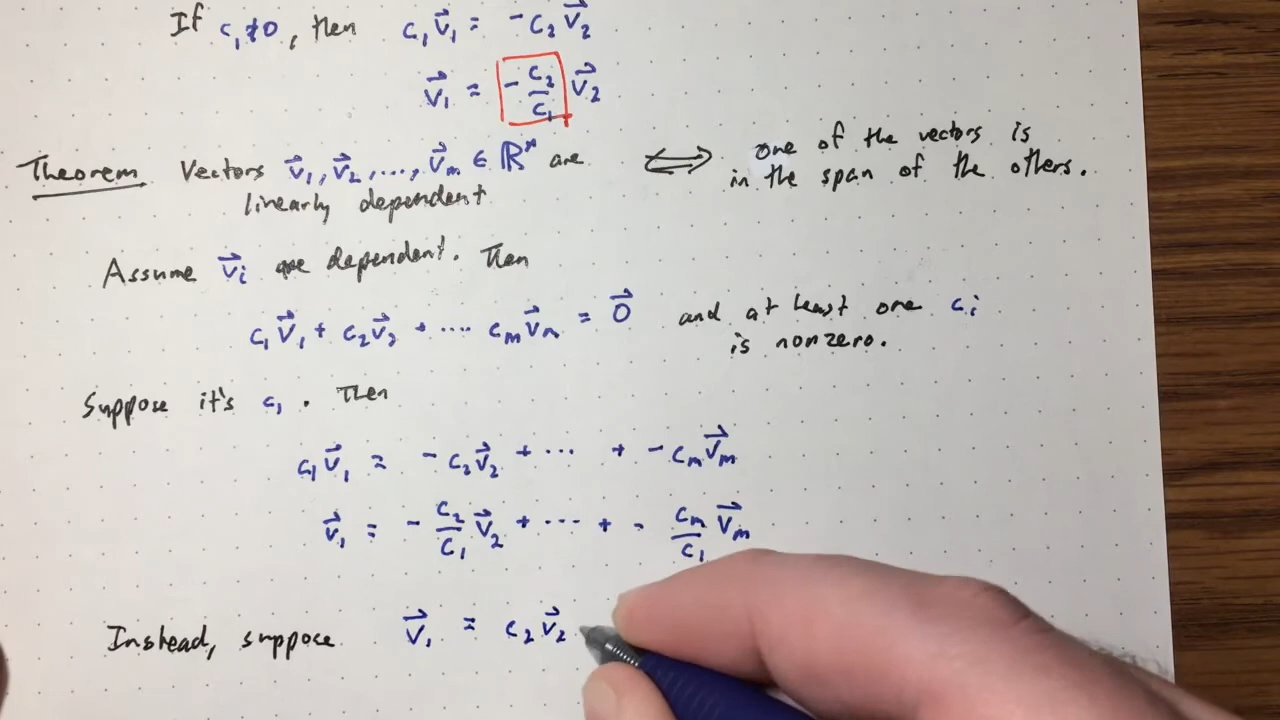 If c₁≠0, then c₁v⃗₁ = -c₂v⃗₂
v⃗₁ = -c₂/c₁ v⃗₂
Theorem Vectors v⃗₁, v⃗₂, ..., v⃗ₘ ∈ ℝⁿ are ⟺ one of the vectors is
linearly dependent in the span of the others.
Assume v⃗ᵢ are dependent. Then
c₁v⃗₁ + c₂v⃗₂ + .... cₘv⃗ₘ = 0⃗ and at least one cᵢ
is nonzero.
Suppose it's c₁. Then
c₁v⃗₁ = -c₂v⃗₂ + ... + -cₘv⃗ₘ
v⃗₁ = -c₂/c₁ v⃗₂ + ... + - cₘ/c₁ v⃗ₘ
Instead, suppose v⃗₁ = c₂v⃗₂